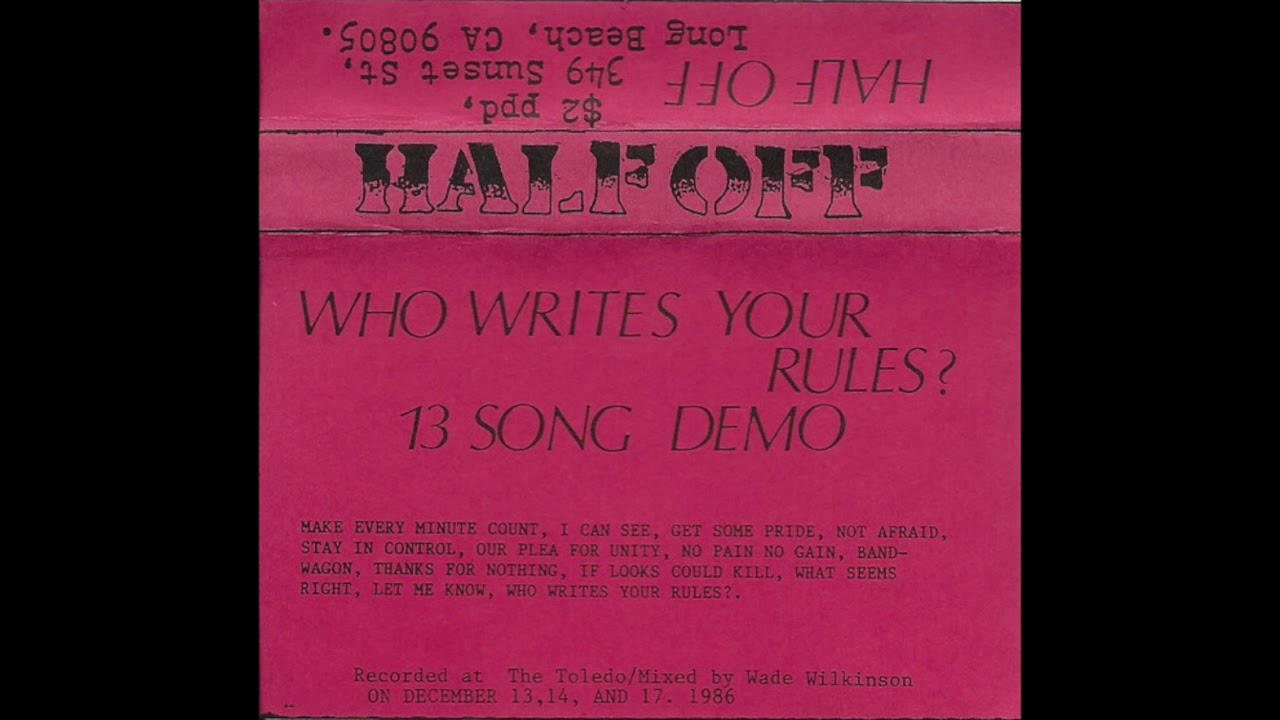 $2 ppd,
HALF OFF 349 Sunset St,
Long Beach, CA 90805.
HALF OFF
WHO WRITES YOUR
RULES?
13 SONG DEMO
MAKE EVERY MINUTE COUNT, I CAN SEE, GET SOME PRIDE, NOT AFRAID,
STAY IN CONTROL, OUR PLEA FOR UNITY, NO PAIN NO GAIN, BAND-
WAGON, THANKS FOR NOTHING, IF LOOKS COULD KILL, WHAT SEEMS
RIGHT, LET ME KNOW, WHO WRITES YOUR RULES?.
Recorded at The Toledo/Mixed by Wade Wilkinson
ON DECEMBER 13,14, AND 17. 1986